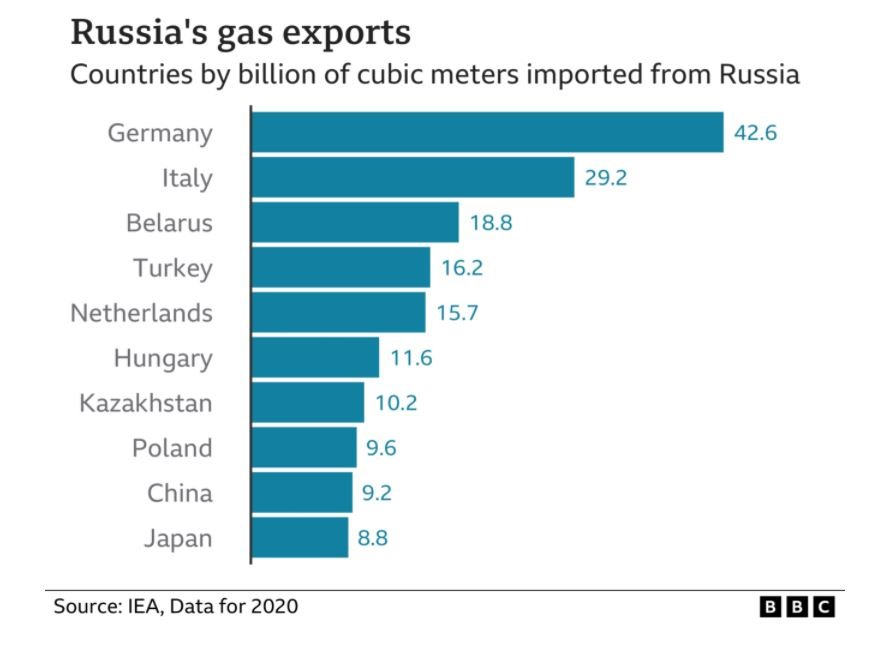 Russia's gas exports
Countries by billion of cubic meters imported from Russia
Germany 42.6
Italy 29.2
Belarus 18.8
Turkey 16.2
Netherlands 15.7
Hungary 11.6
Kazakhstan 10.2
Poland 9.6
China 9.2
Japan 8.8
Source: IEA, Data for 2020 BBC